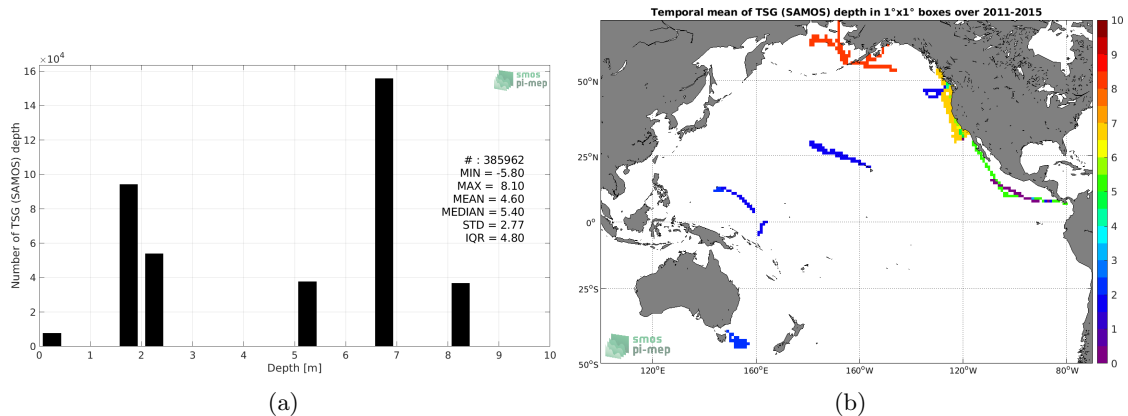 ×10⁴
16
14
12
10
8
6
4
2
0
Number of TSG (SAMOS) depth
smos
pi-mep
# : 385962
MIN = -5.80
MAX = 8.10
MEAN = 4.60
MEDIAN = 5.40
STD = 2.77
IQR = 4.80
0 1 2 3 4 5 6 7 8 9 10
Depth [m]
(a)
Temporal mean of TSG (SAMOS) depth in 1°x1° boxes over 2011-2015
50°N
25°N
0°
25°S
50°S
120°E
160°E
160°W
120°W
80°W
smos
pi-mep
10
9
8
7
6
5
4
3
2
1
0
(b)